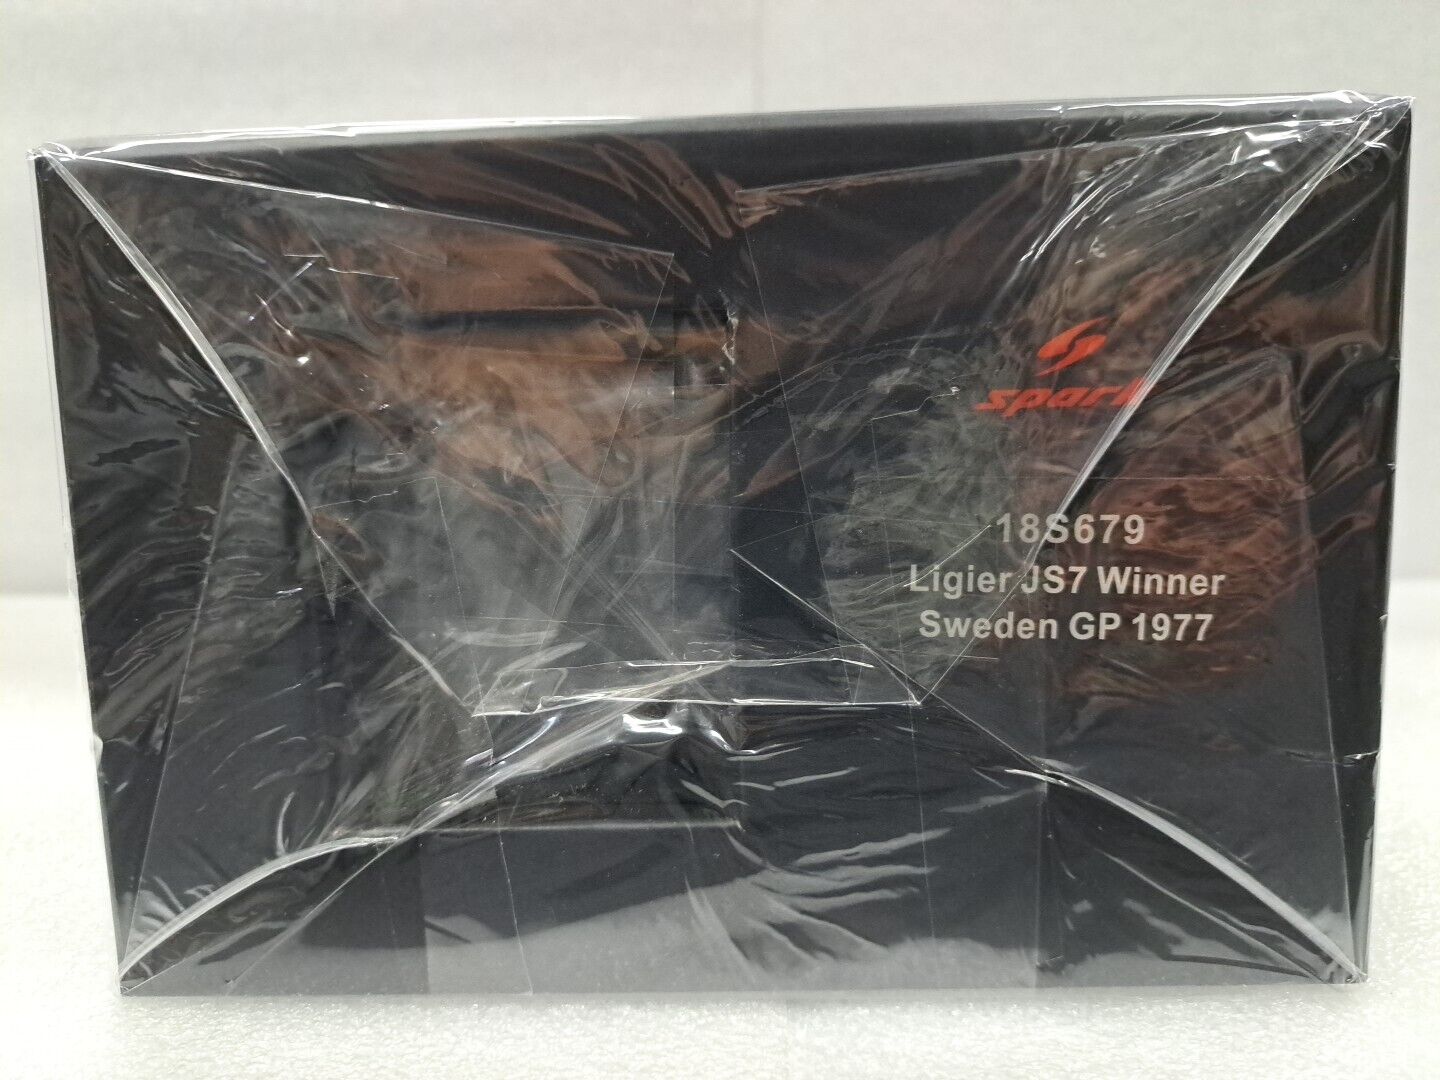 spark
18S679
Ligier JS7 Winner
Sweden GP 1977